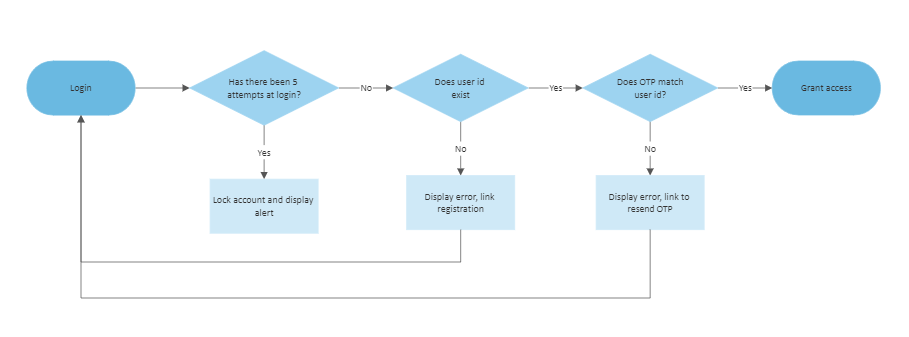 Login
Has there been 5
attempts at login?
No
Does user id
exist
Yes
Does OTP match
user id?
Yes
Grant access
Yes
No
No
Lock account and display
alert
Display error, link
registration
Display error, link to
resend OTP